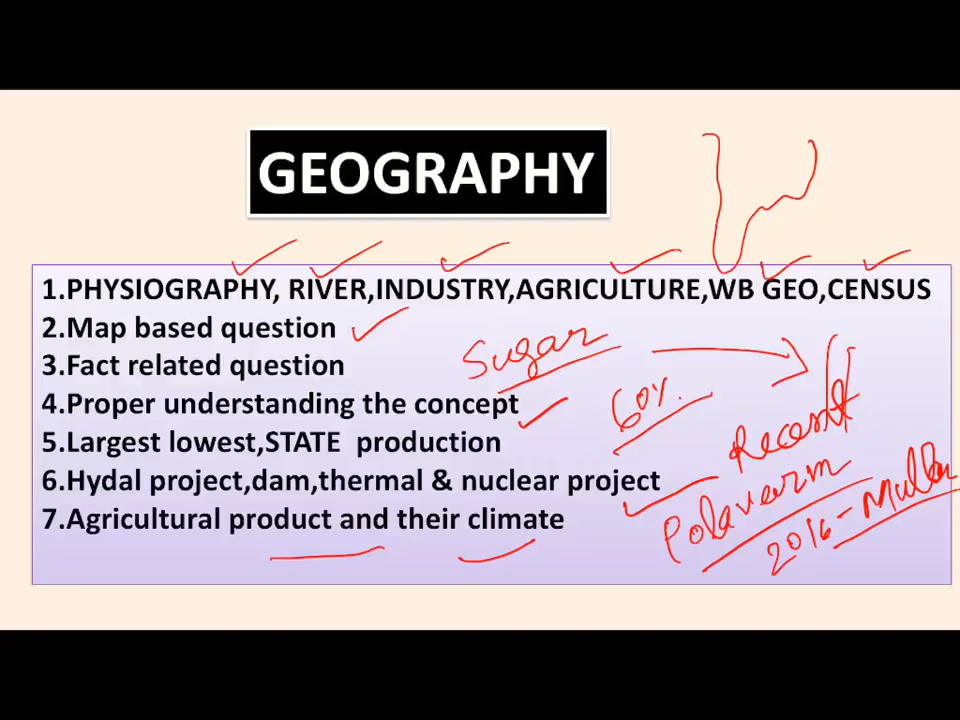 GEOGRAPHY
1.PHYSIOGRAPHY, RIVER,INDUSTRY,AGRICULTURE,WB GEO,CENSUS
2.Map based question
3.Fact related question
Sugar
4.Proper understanding the concept
60%.
5.Largest lowest,STATE production
Recent
6.Hydal project,dam,thermal & nuclear project
7.Agricultural product and their climate
Polavearm
2016-